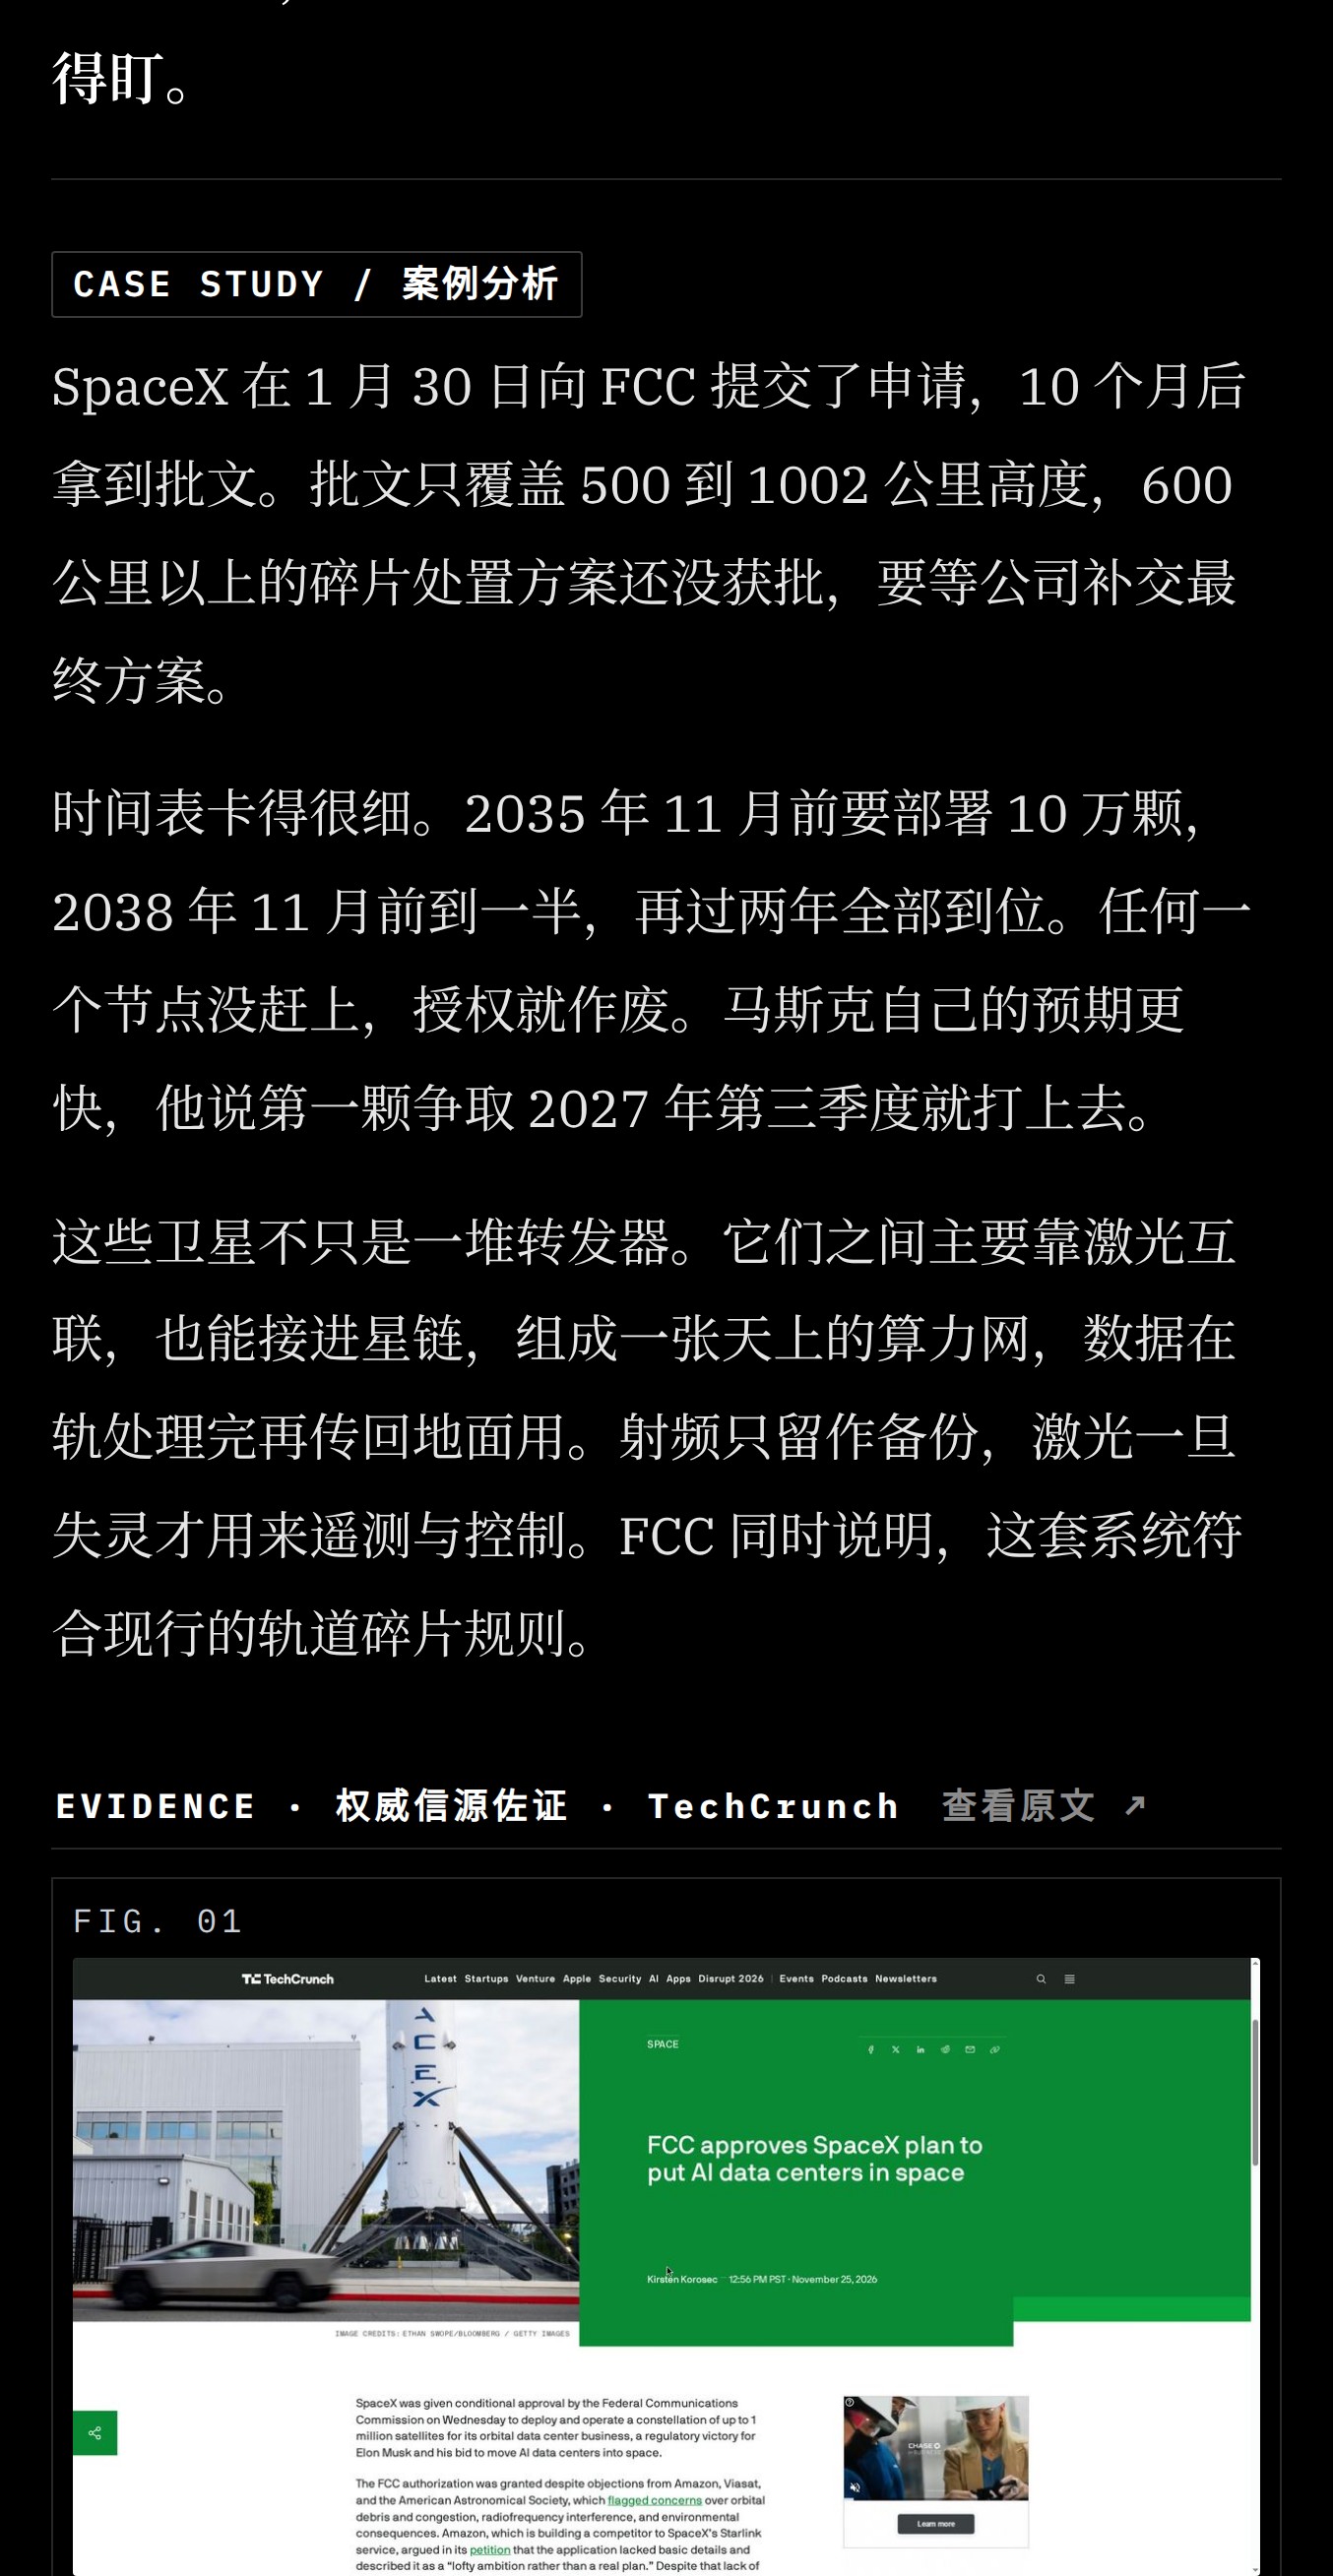 得盯。
CASE STUDY / 案例分析
SpaceX 在 1 月 30 日向 FCC 提交了申请，10 个月后
拿到批文。批文只覆盖 500 到 1002 公里高度，600
公里以上的碎片处置方案还没获批，要等公司补交最
终方案。
时间表卡得很细。2035 年 11 月前要部署 10 万颗，
2038 年 11 月前到一半，再过两年全部到位。任何一
个节点没赶上，授权就作废。马斯克自己的预期更
快，他说第一颗争取 2027 年第三季度就打上去。
这些卫星不只是一堆转发器。它们之间主要靠激光互
联，也能接进星链，组成一张天上的算力网，数据在
轨处理完再传回地面用。射频只留作备份，激光一旦
失灵才用来遥测与控制。FCC 同时说明，这套系统符
合现行的轨道碎片规则。
EVIDENCE · 权威信源佐证 · TechCrunch 查看原文 ↗
FIG. 01
TechCrunch
Latest Startups Venture Apple Security AI Apps Disrupt 2026 | Events Podcasts Newsletters
ACEX
SPACE
FCC approves SpaceX plan to
put AI data centers in space
Kirsten Korosec 12:56 PM PST · November 25, 2026
IMAGE CREDITS: ETHAN SWOPE/BLOOMBERG / GETTY IMAGES
SpaceX was given conditional approval by the Federal Communications
Commission on Wednesday to deploy and operate a constellation of up to 1
million satellites for its orbital data center business, a regulatory victory for
Elon Musk and his bid to move AI data centers into space.
The FCC authorization was granted despite objections from Amazon, Viasat,
and the American Astronomical Society, which flagged concerns over orbital
debris and congestion, radiofrequency interference, and environmental
consequences. Amazon, which is building a competitor to SpaceX's Starlink
service, argued in its petition that the application lacked basic details and
described it as a “lofty ambition rather than a real plan.” Despite that lack of
CHASE
Learn more